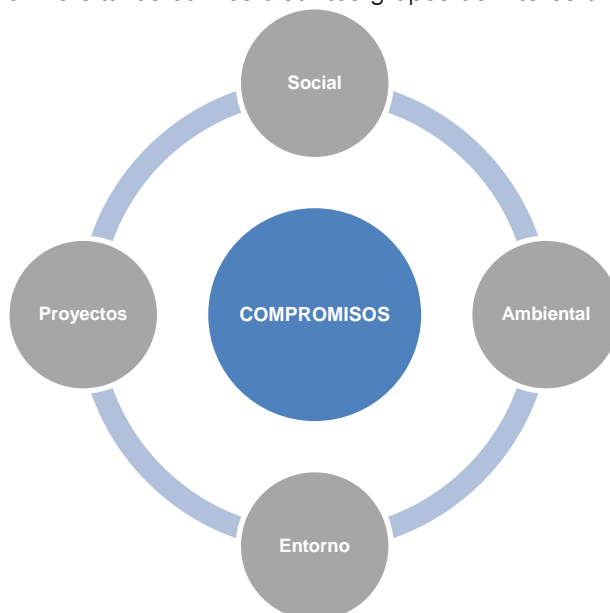 Social
Proyectos
COMPROMISOS
Ambiental
Entorno